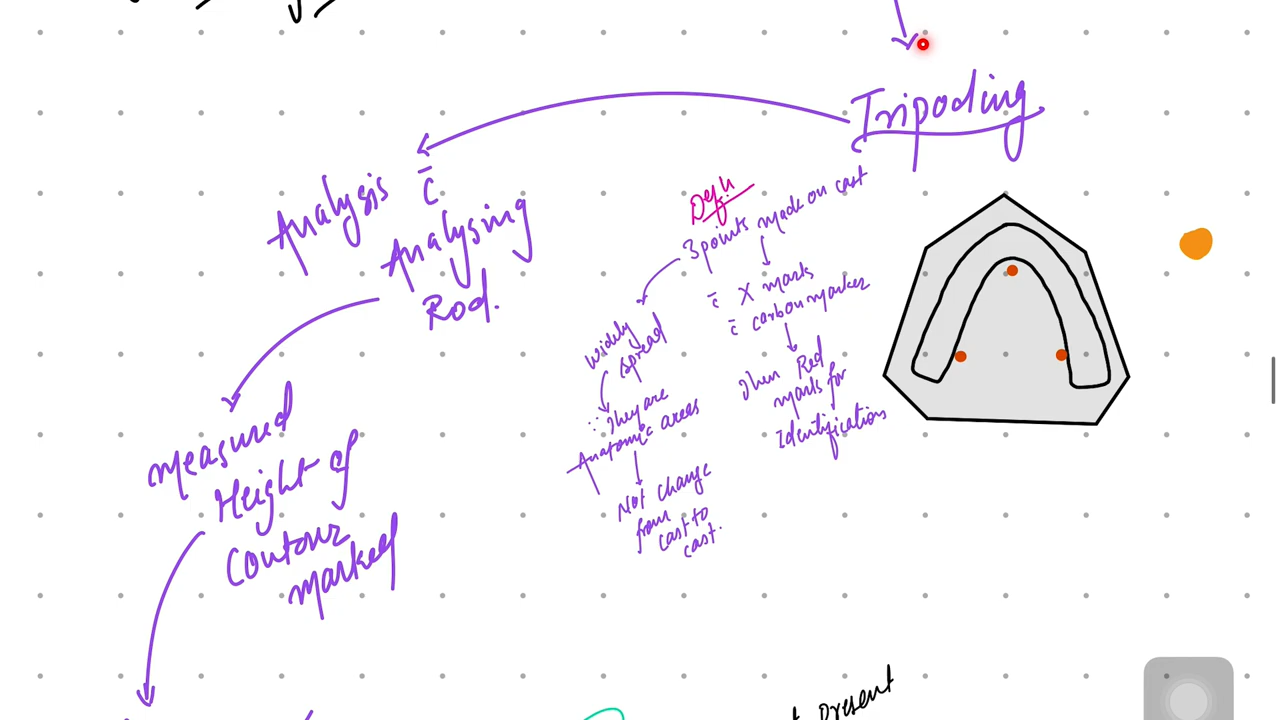 Tripoding
Analysis c̄
Analysing
Rod.
Defn
3 points made on cast
c̄ X marks
c̄ carbon marker
Then Red
marks for
Identification
widely
spread
∵ They are
Anatomic areas
Not change
from
cast to
cast.
measured
Height of
Contour
marked
present